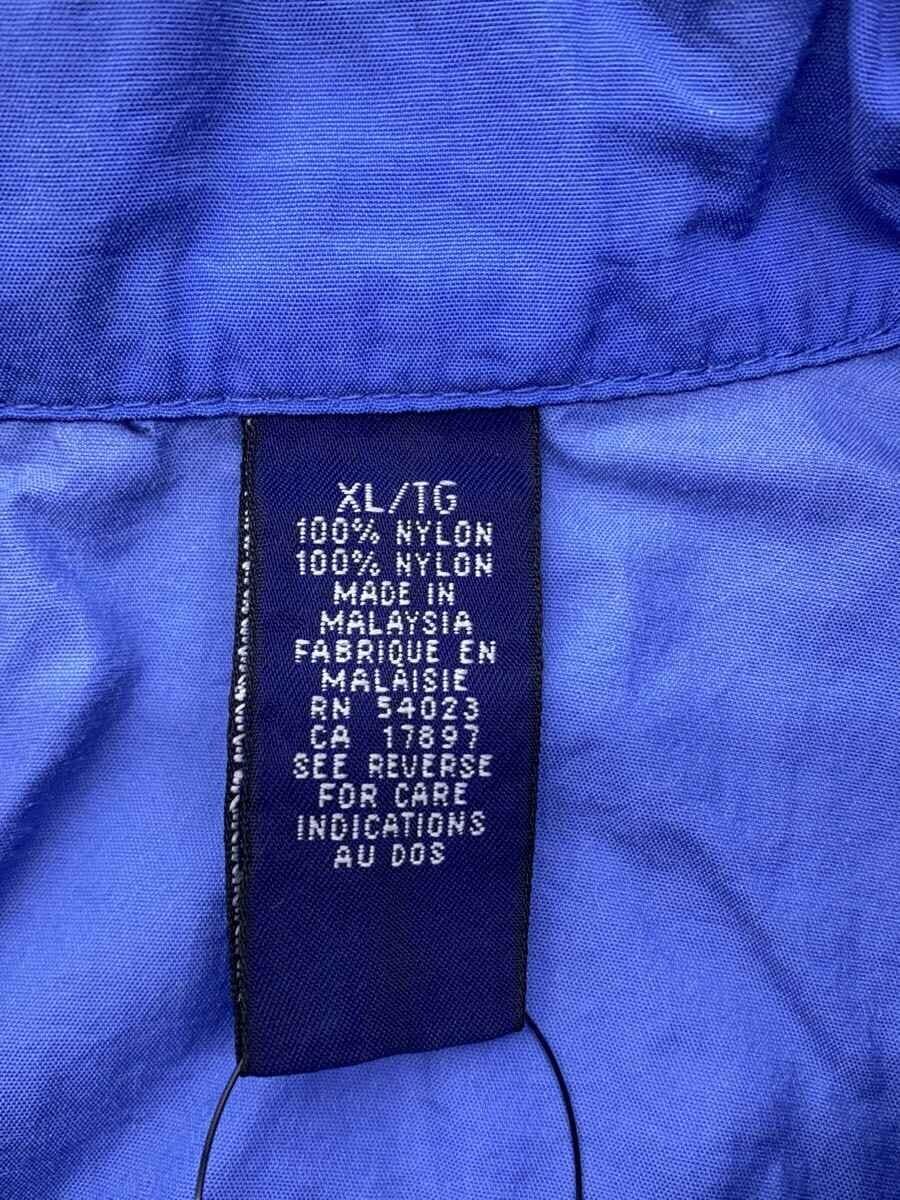 XL/TG
100% NYLON
100% NYLON
MADE IN
MALAYSIA
FABRIQUE EN
MALAISIE
RN 54023
CA 17897
SEE REVERSE
FOR CARE
INDICATIONS
AU DOS